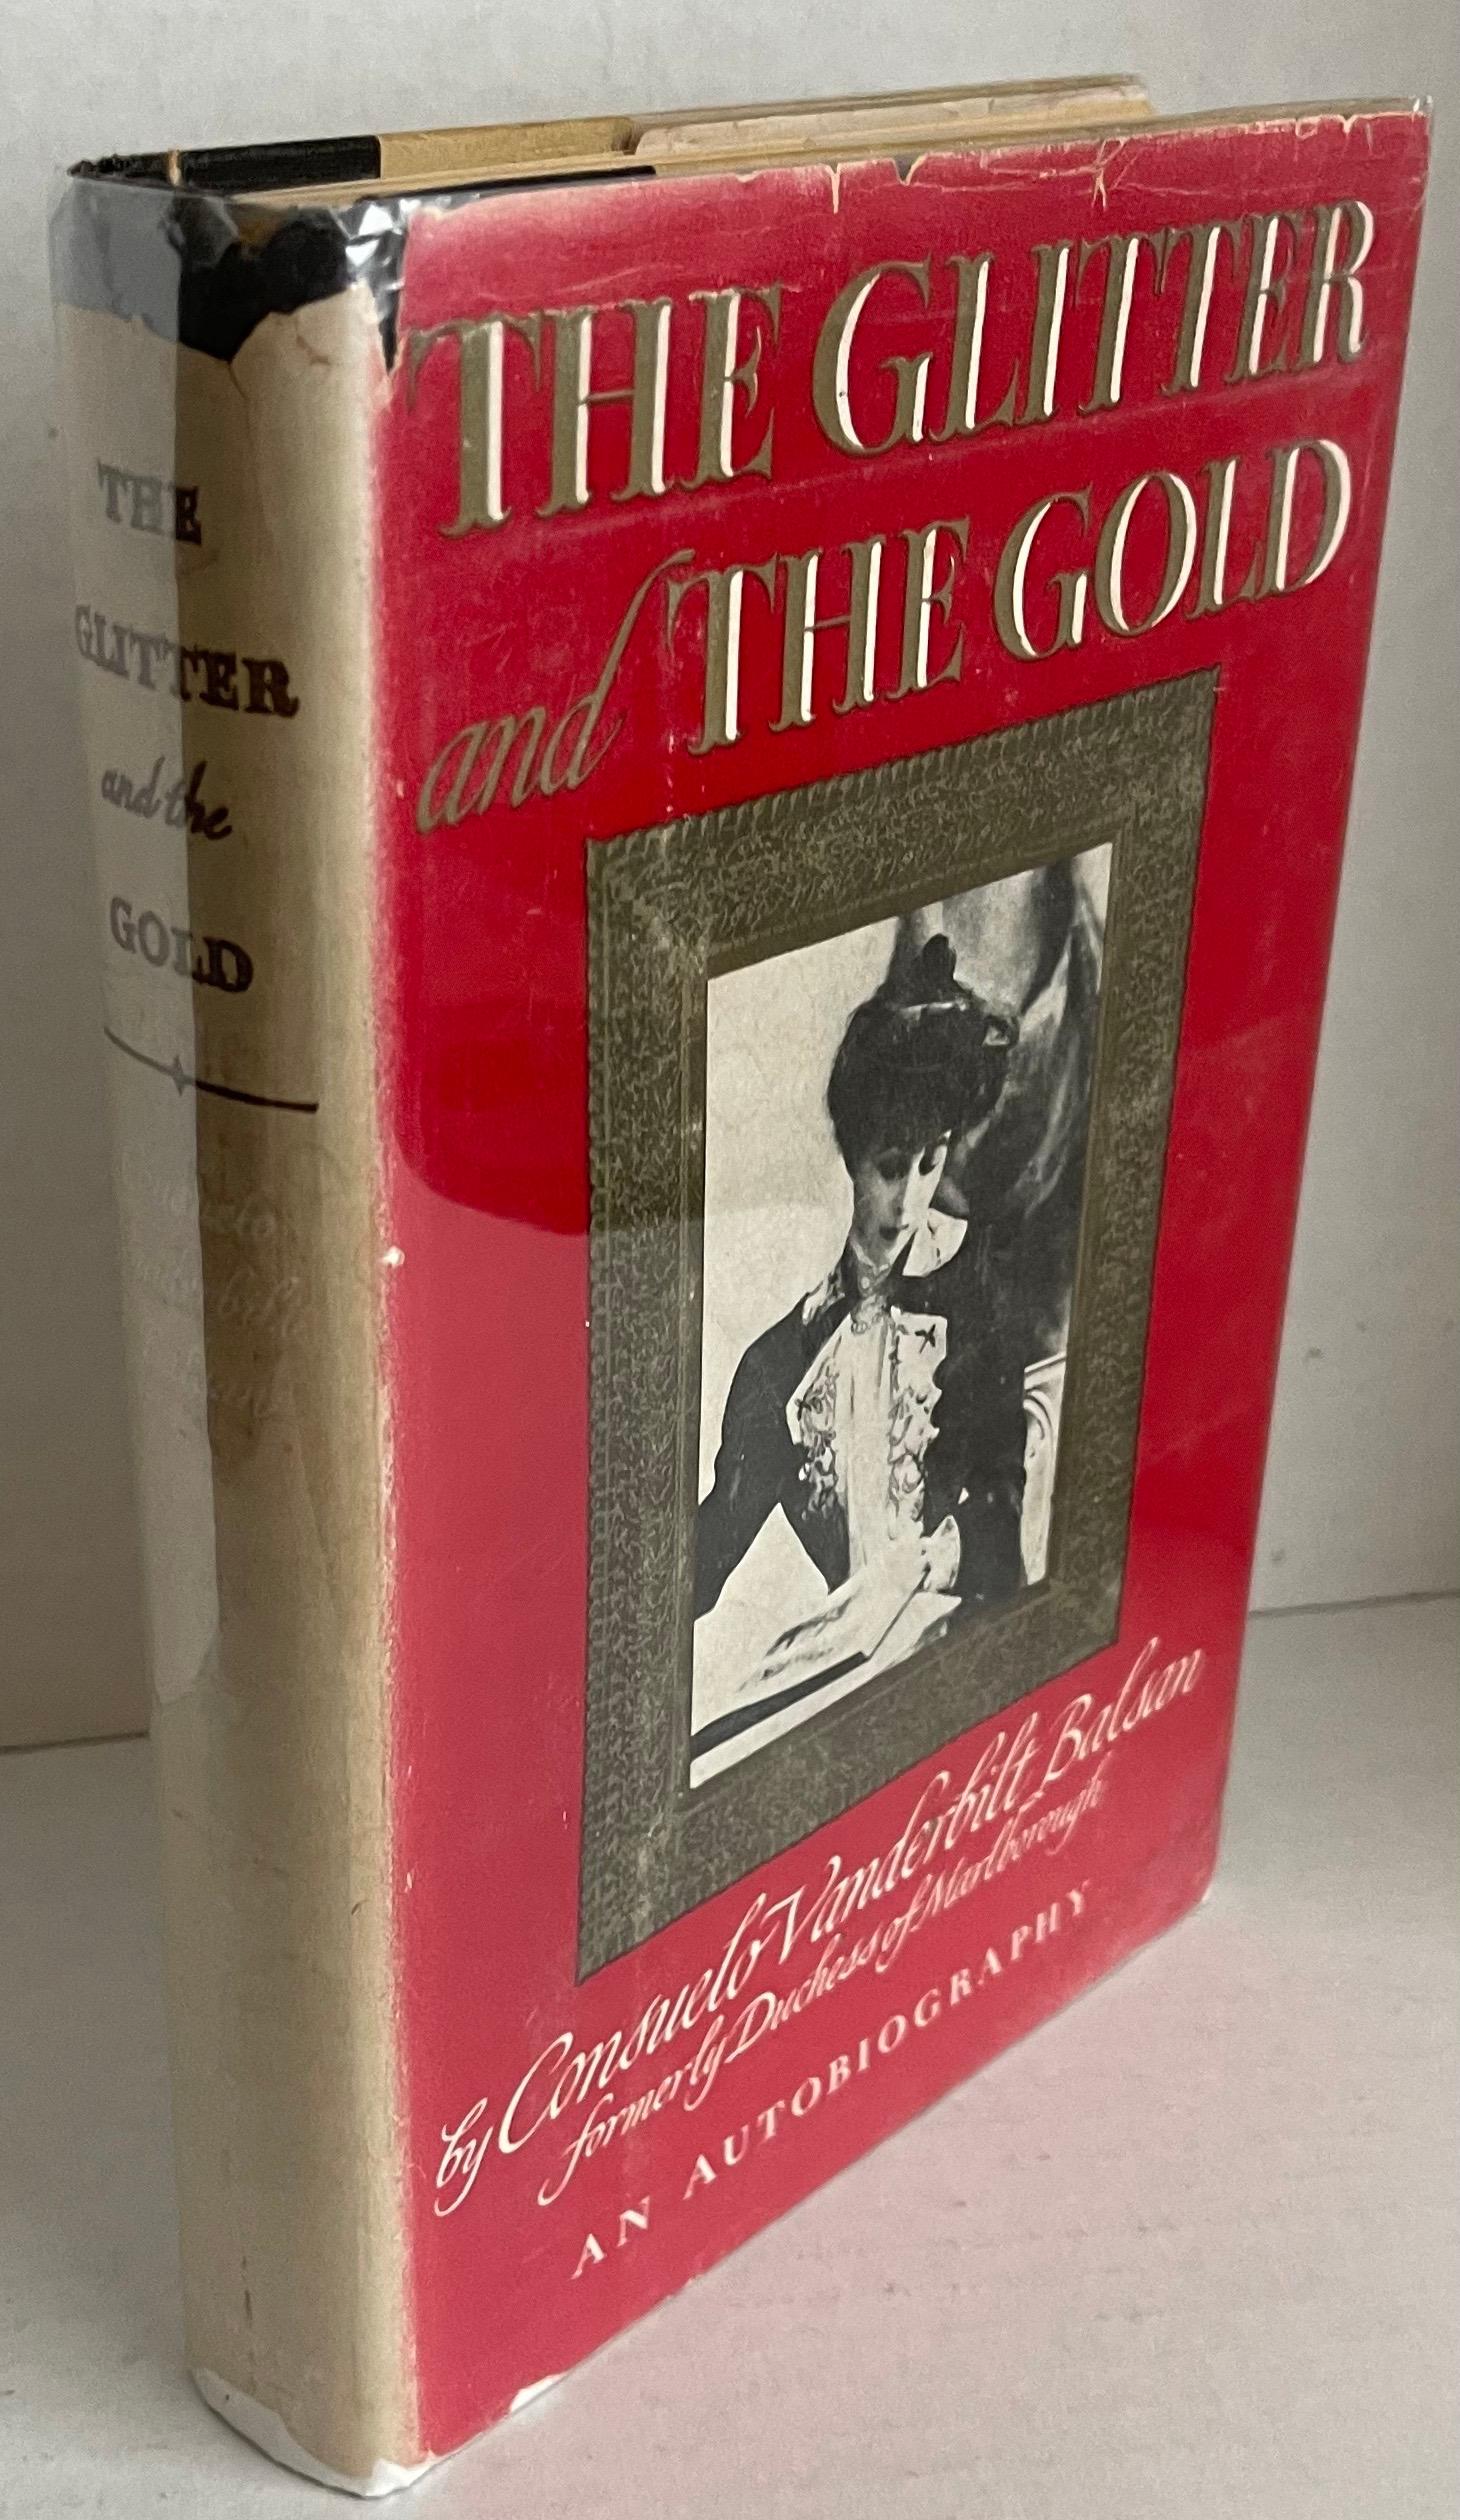 THE
GLITTER
and the
GOLD
THE GLITTER
and THE GOLD
by Consuelo Vanderbilt Balsan
formerly Duchess of Marlborough
AN AUTOBIOGRAPHY